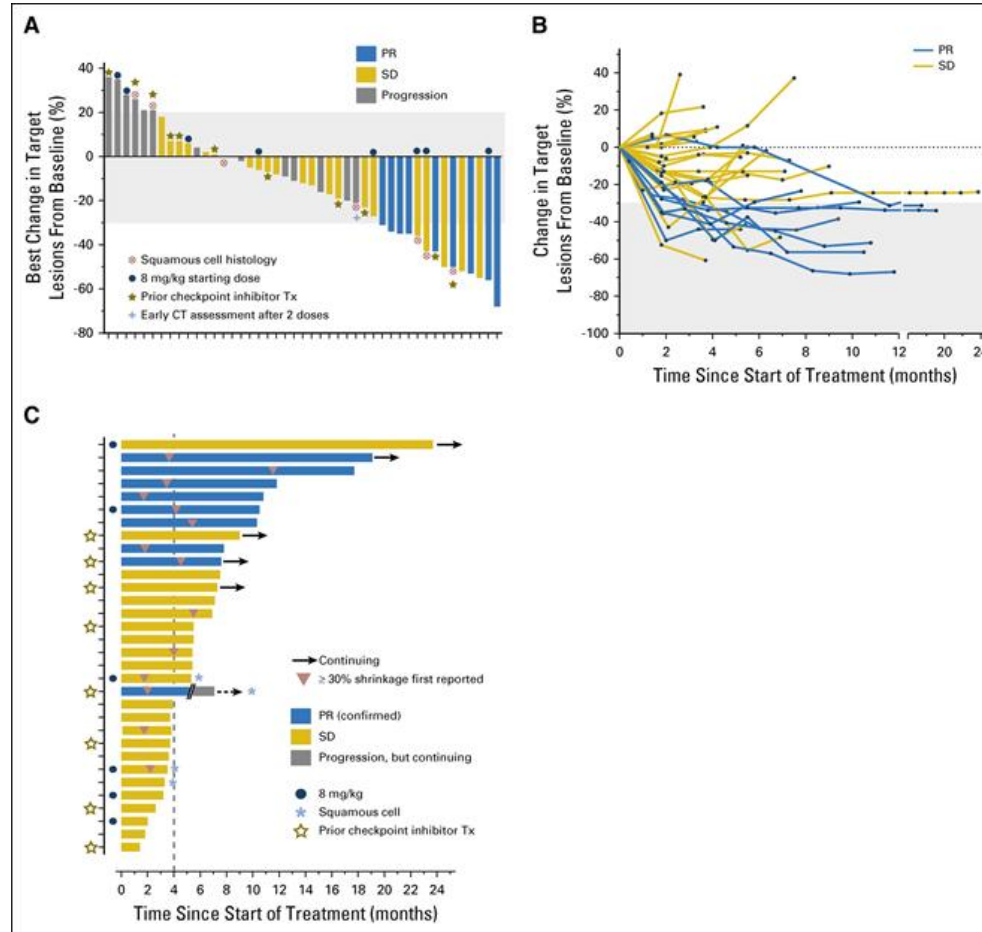 A
Best Change in Target
Lesions From Baseline (%)
40
20
0
-20
-40
-60
-80
PR
SD
Progression
Squamous cell histology
8 mg/kg starting dose
Prior checkpoint inhibitor Tx
Early CT assessment after 2 doses
B
Change in Target
Lesions From Baseline (%)
40
20
0
-20
-40
-60
-80
-100
PR
SD
0 2 4 6 8 10 12 20 24
Time Since Start of Treatment (months)
C
Continuing
≥ 30% shrinkage first reported
PR (confirmed)
SD
Progression, but continuing
8 mg/kg
Squamous cell
Prior checkpoint inhibitor Tx
0 2 4 6 8 10 12 14 16 18 20 22 24
Time Since Start of Treatment (months)